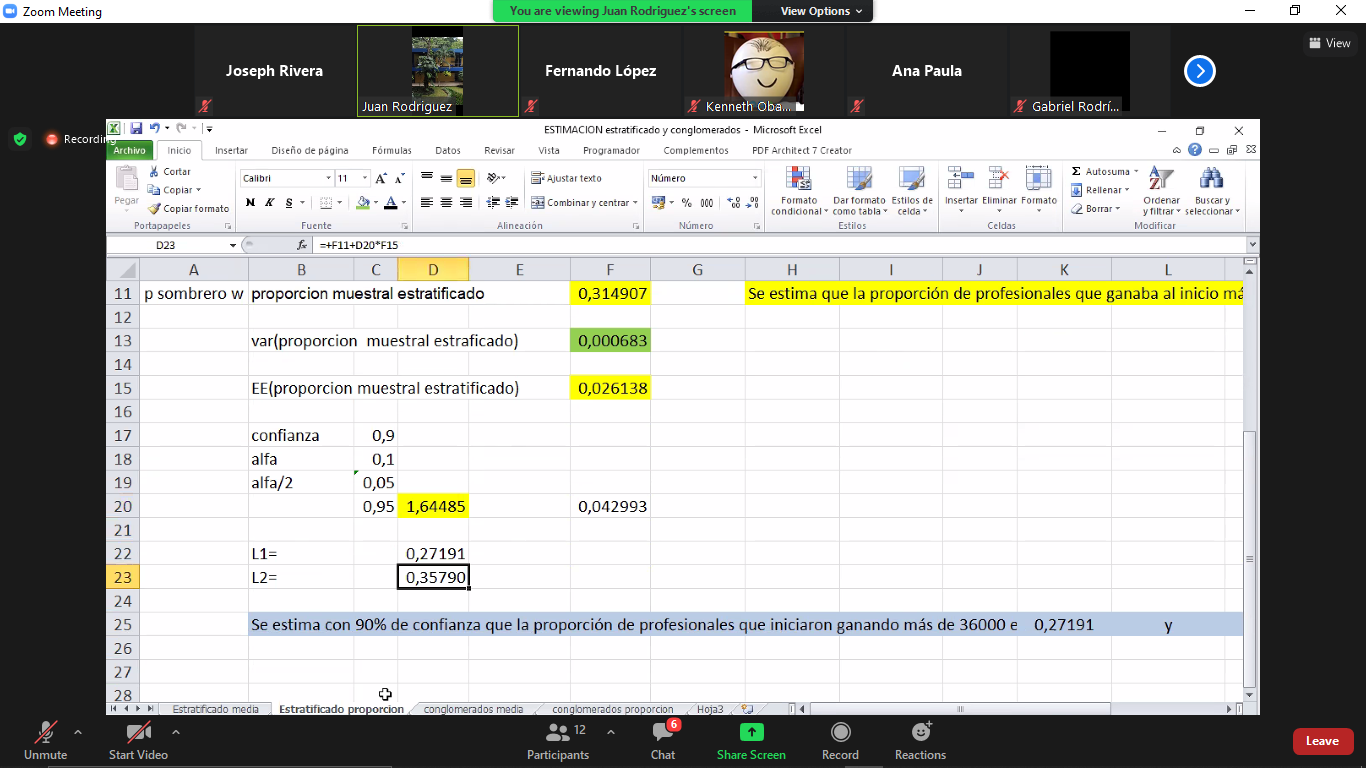 Zoom Meeting
You are viewing Juan Rodriguez's screen
View Options
View
Joseph Rivera
Juan Rodriguez
Fernando López
Kenneth Oba...
Ana Paula
Gabriel Rodrí...
Recording
ESTIMACION estratificado y conglomerados - Microsoft Excel
Archivo Inicio Insertar Diseño de página Fórmulas Datos Revisar Vista Programador Complementos PDF Architect 7 Creator
Pegar
Cortar
Copiar
Copiar formato
Portapapeles
Calibri 11
N K S
Fuente
Ajustar texto
Combinar y centrar
Alineación
Número
% 000
Número
Formato condicional
Dar formato como tabla
Estilos de celda
Estilos
Insertar Eliminar Formato
Celdas
Σ Autosuma
Rellenar
Borrar
Ordenar y filtrar
Buscar y seleccionar
Modificar
D23 fx =+F11+D20*F15
A B C D E F G H I J K L
11 p sombrero w proporcion muestral estratificado 0,314907 Se estima que la proporción de profesionales que ganaba al inicio má
12
13 var(proporcion muestral estraficado) 0,000683
14
15 EE(proporcion muestral estratificado) 0,026138
16
17 confianza 0,9
18 alfa 0,1
19 alfa/2 0,05
20 0,95 1,64485 0,042993
21
22 L1= 0,27191
23 L2= 0,35790
24
25 Se estima con 90% de confianza que la proporción de profesionales que iniciaron ganando más de 36000 e 0,27191 y
26
27
28
Estratificado media Estratificado proporcion conglomerados media conglomerados proporcion Hoja3
Unmute
Start Video
Participants 12
Chat 6
Share Screen
Record
Reactions
Leave